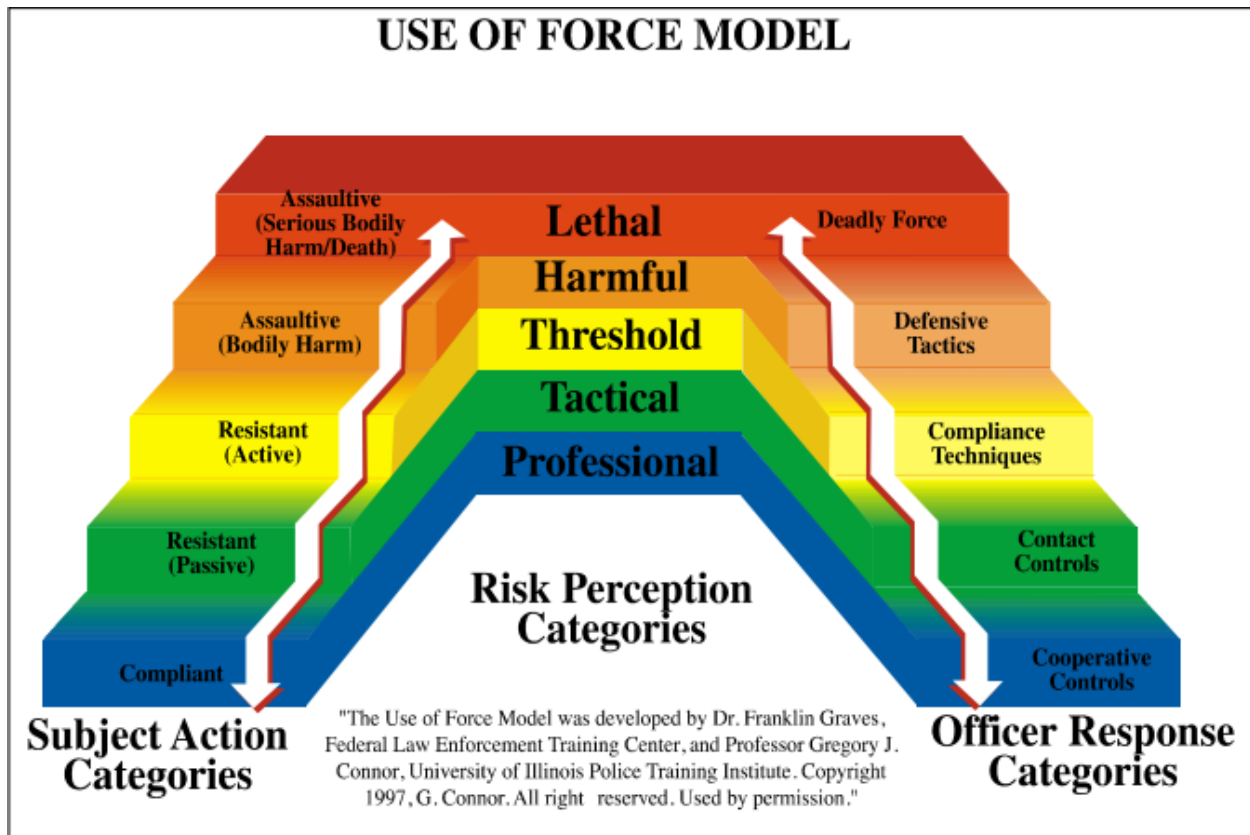 USE OF FORCE MODEL
Assaultive
(Serious Bodily
Harm/Death)
Lethal
Deadly Force
Harmful
Assaultive
(Bodily Harm)
Threshold
Defensive
Tactics
Tactical
Resistant
(Active)
Professional
Compliance
Techniques
Resistant
(Passive)
Contact
Controls
Risk Perception
Categories
Compliant
Cooperative
Controls
Subject Action
Categories
"The Use of Force Model was developed by Dr. Franklin Graves,
Federal Law Enforcement Training Center, and Professor Gregory J.
Connor, University of Illinois Police Training Institute. Copyright
1997, G. Connor. All right reserved. Used by permission."
Officer Response
Categories